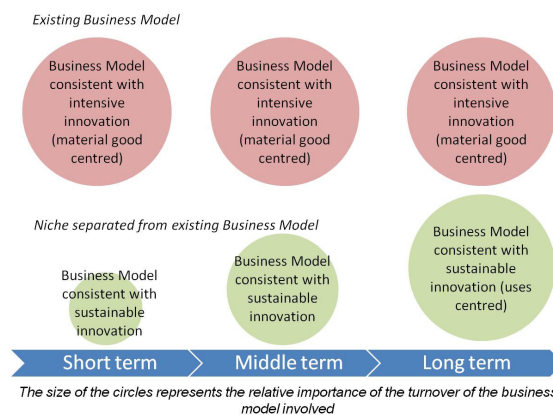 Existing Business Model
Business Model
consistent with
intensive
innovation
(material good
centred)
Business Model
consistent with
intensive
innovation
(material good
centred)
Business Model
consistent with
intensive
innovation
(material good
centred)
Niche separated from existing Business Model
Business Model
consistent with
sustainable
innovation
Business Model
consistent with
sustainable
innovation
Business Model
consistent with
sustainable
innovation (uses
centred)
Short term
Middle term
Long term
The size of the circles represents the relative importance of the turnover of the business
model involved